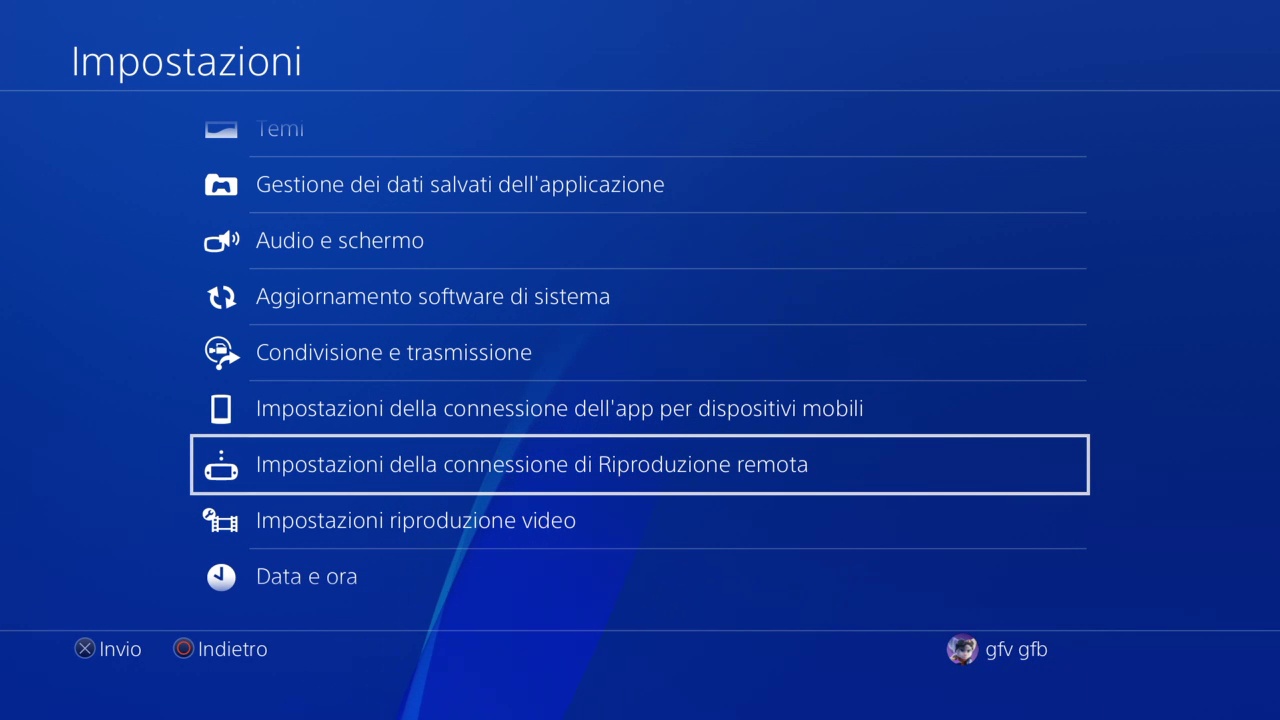 Impostazioni
Temi
Gestione dei dati salvati dell'applicazione
Audio e schermo
Aggiornamento software di sistema
Condivisione e trasmissione
Impostazioni della connessione dell'app per dispositivi mobili
Impostazioni della connessione di Riproduzione remota
Impostazioni riproduzione video
Data e ora
Invio Indietro gfv gfb